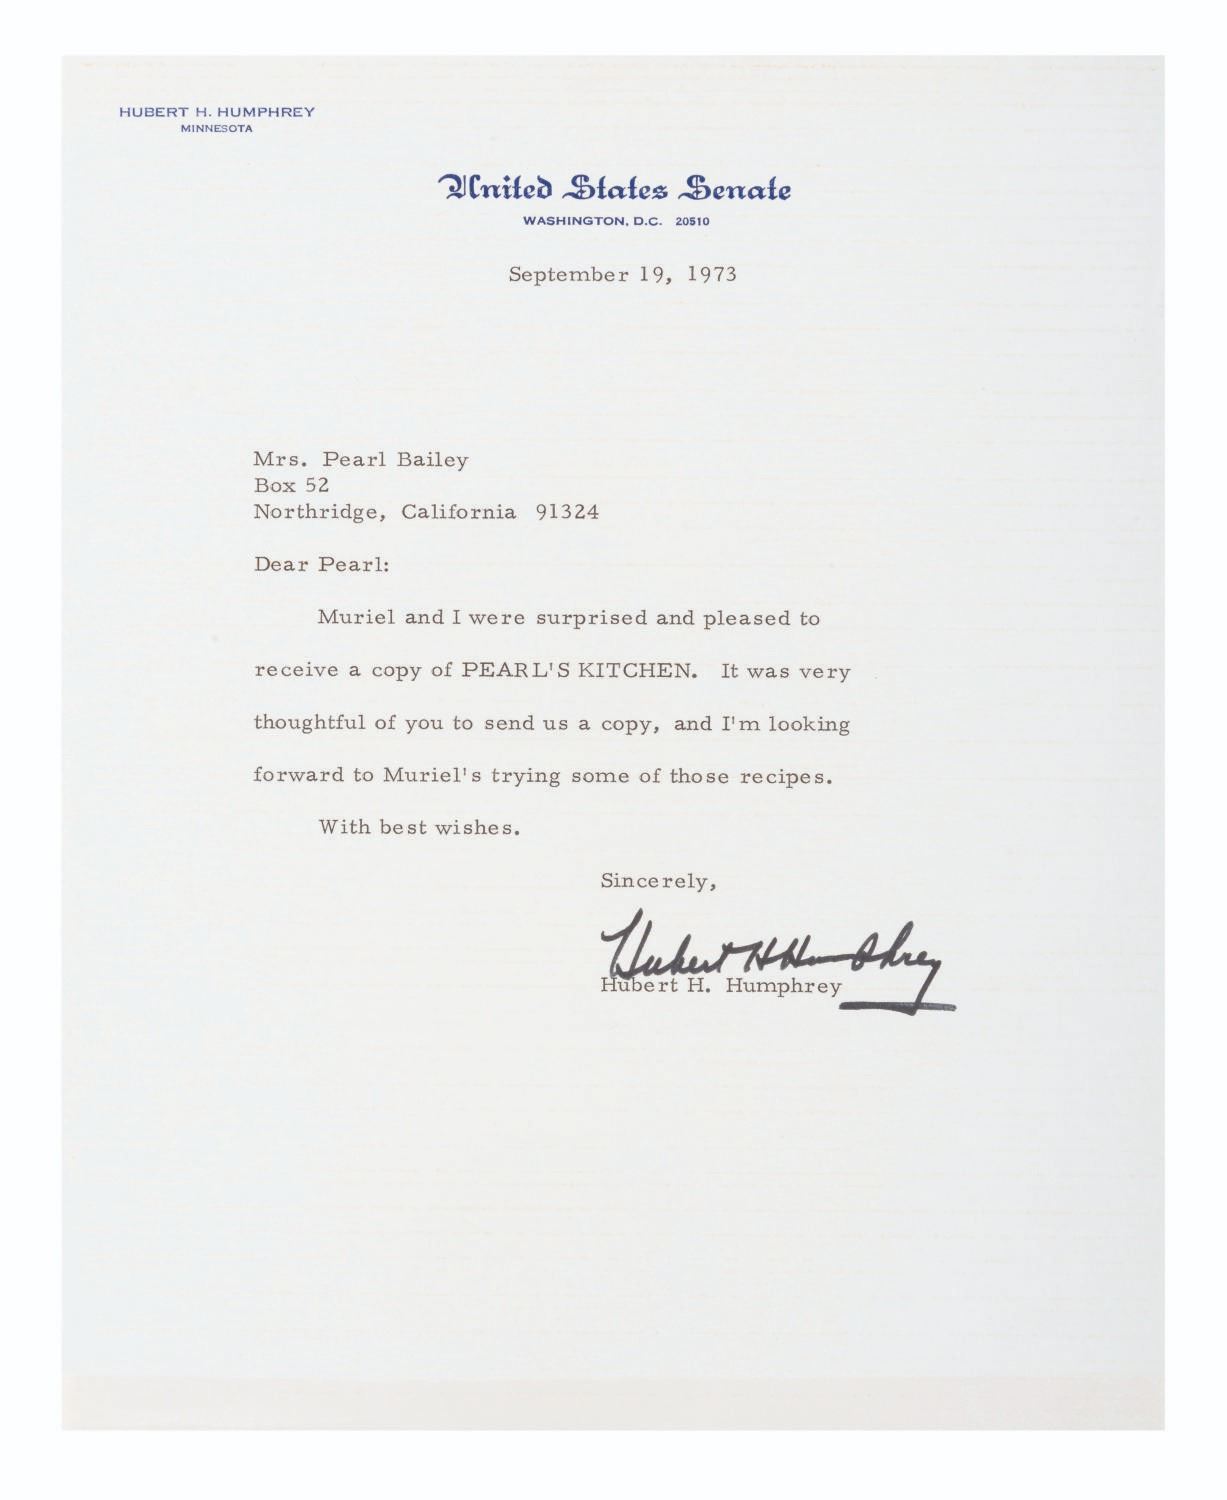 HUBERT H. HUMPHREY
MINNESOTA
United States Senate
WASHINGTON, D.C. 20510
September 19, 1973
Mrs. Pearl Bailey
Box 52
Northridge, California 91324
Dear Pearl:
Muriel and I were surprised and pleased to
receive a copy of PEARL'S KITCHEN. It was very
thoughtful of you to send us a copy, and I'm looking
forward to Muriel's trying some of those recipes.
With best wishes.
Sincerely,
Hubert H Humphrey
Hubert H. Humphrey